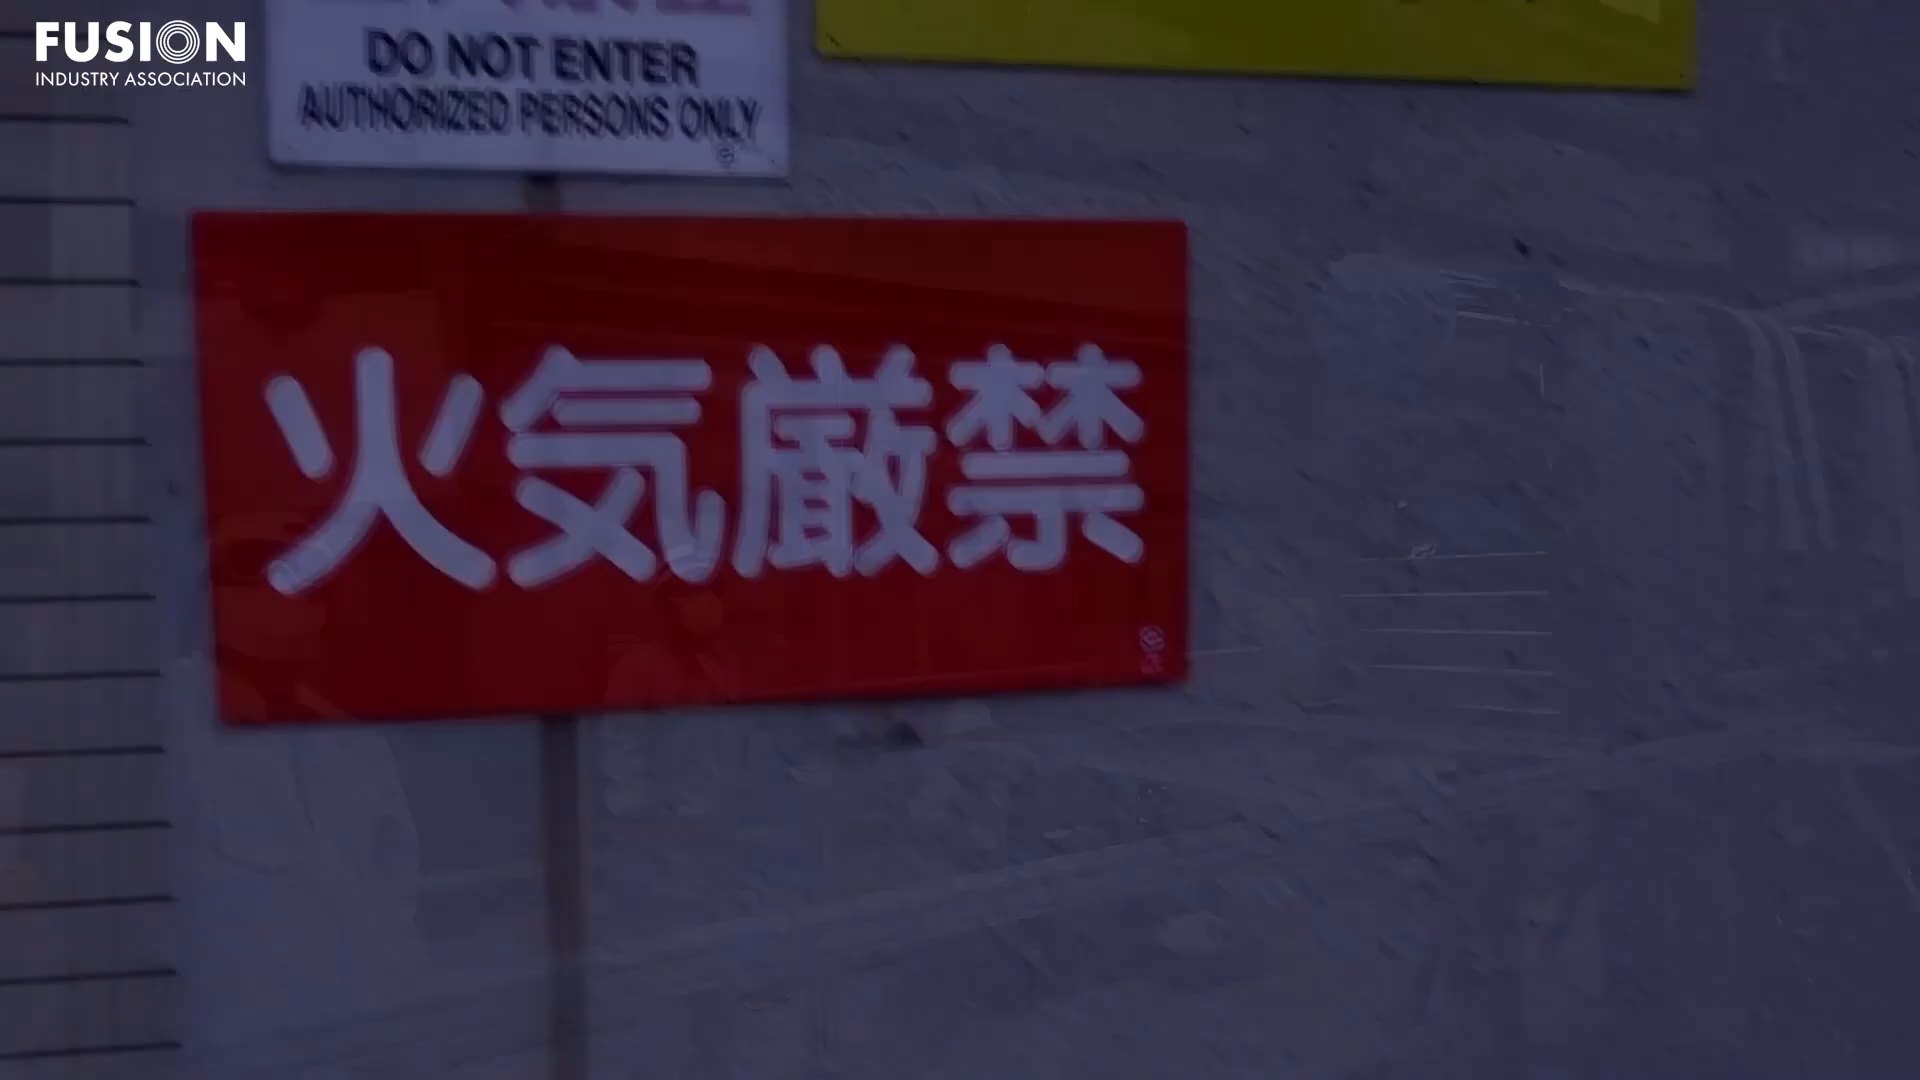 FUSION
INDUSTRY ASSOCIATION
DO NOT ENTER
AUTHORIZED PERSONS ONLY
火気厳禁